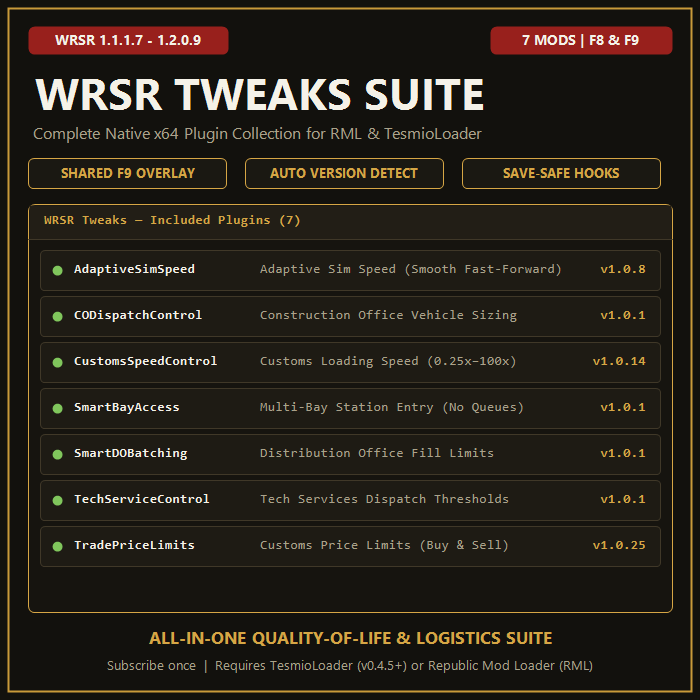 WRSR 1.1.1.7 - 1.2.0.9
7 MODS | F8 & F9
WRSR TWEAKS SUITE
Complete Native x64 Plugin Collection for RML & TesmioLoader
SHARED F9 OVERLAY
AUTO VERSION DETECT
SAVE-SAFE HOOKS
WRSR Tweaks — Included Plugins (7)
AdaptiveSimSpeed Adaptive Sim Speed (Smooth Fast-Forward) v1.0.8
CODispatchControl Construction Office Vehicle Sizing v1.0.1
CustomsSpeedControl Customs Loading Speed (0.25x–100x) v1.0.14
SmartBayAccess Multi-Bay Station Entry (No Queues) v1.0.1
SmartDOBatching Distribution Office Fill Limits v1.0.1
TechServiceControl Tech Services Dispatch Thresholds v1.0.1
TradePriceLimits Customs Price Limits (Buy & Sell) v1.0.25
ALL-IN-ONE QUALITY-OF-LIFE & LOGISTICS SUITE
Subscribe once | Requires TesmioLoader (v0.4.5+) or Republic Mod Loader (RML)